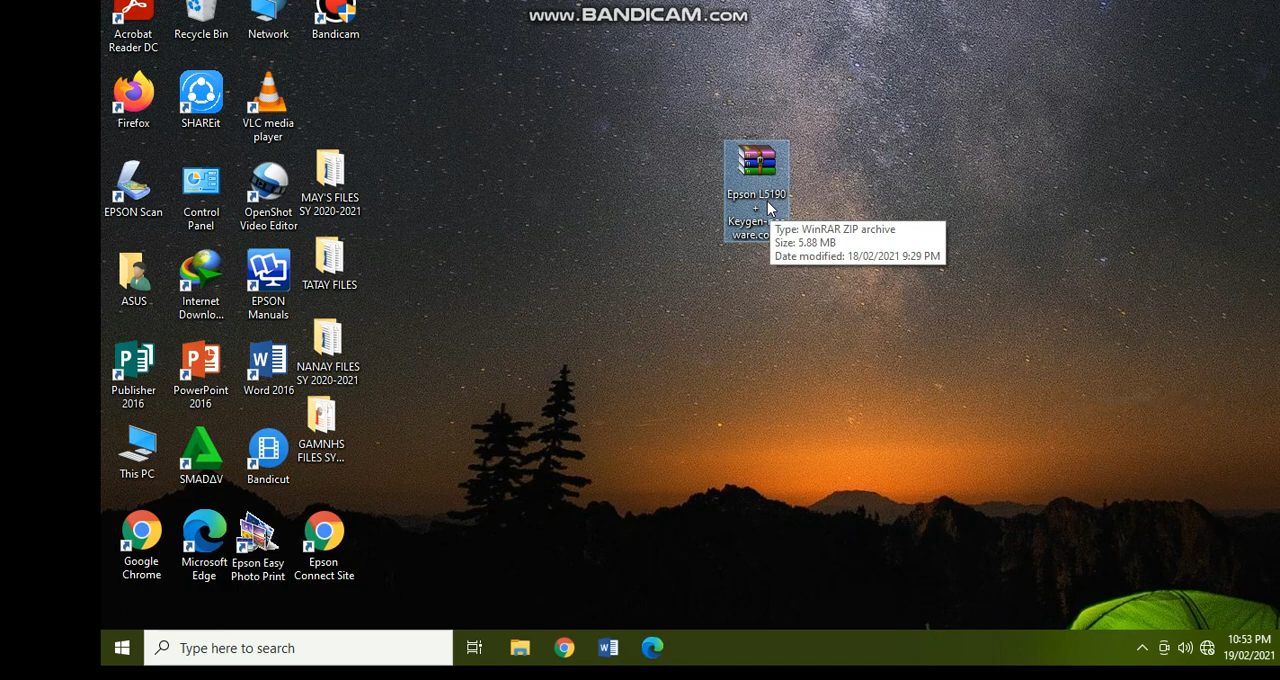 www.BANDICAM.com
Acrobat
Reader DC
Recycle Bin
Network
Bandicam
Firefox
SHAREit
VLC media
player
EPSON Scan
Control
Panel
OpenShot
Video Editor
MAY'S FILES
SY 2020-2021
ASUS
Internet
Downlo...
EPSON
Manuals
TATAY FILES
Publisher
2016
PowerPoint
2016
Word 2016
NANAY FILES
SY 2020-2021
This PC
SMADΔV
Bandicut
GAMNHS
FILES SY...
Google
Chrome
Microsoft
Edge
Epson Easy
Photo Print
Epson
Connect Site
Epson L5190
+
Keygen-
Type: WinRAR ZIP archive
Size: 5.88 MB
Date modified: 18/02/2021 9:29 PM
Type here to search
10:53 PM
19/02/2021